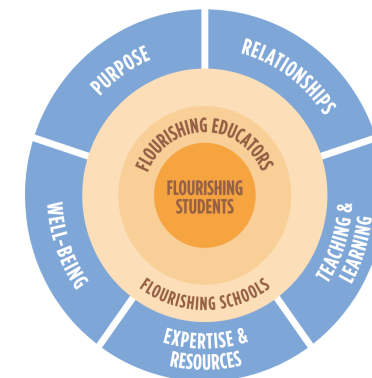 PURPOSE
RELATIONSHIPS
TEACHING &
LEARNING
EXPERTISE &
RESOURCES
WELL-BEING
FLOURISHING EDUCATORS
FLOURISHING
STUDENTS
FLOURISHING SCHOOLS